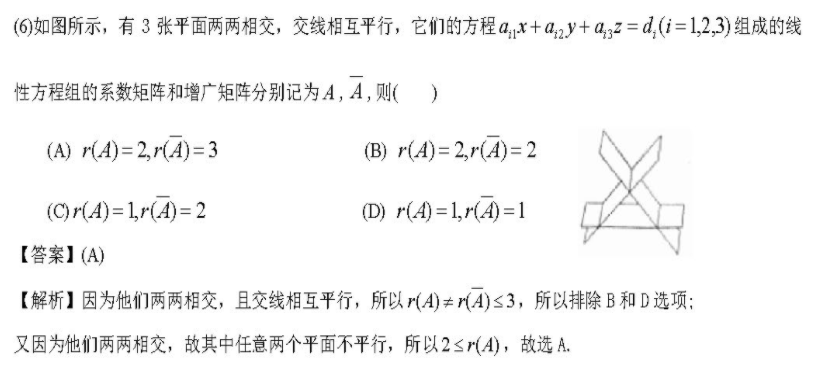 (6)如图所示，有 3 张平面两两相交，交线相互平行，它们的方程 $a_{i1}x+a_{i2}y+a_{i3}z=d_i(i=1,2,3)$ 组成的线
性方程组的系数矩阵和增广矩阵分别记为 $A$ , $\overline{A}$ , 则( )
(A) $r(A)=2,r(\overline{A})=3$ (B) $r(A)=2,r(\overline{A})=2$
(C) $r(A)=1,r(\overline{A})=2$ (D) $r(A)=1,r(\overline{A})=1$
【答案】(A)
【解析】因为他们两两相交，且交线相互平行，所以 $r(A)\neq r(\overline{A})\leq 3$，所以排除 B 和 D 选项;
又因为他们两两相交，故其中任意两个平面不平行，所以 $2\leq r(A)$，故选 A.